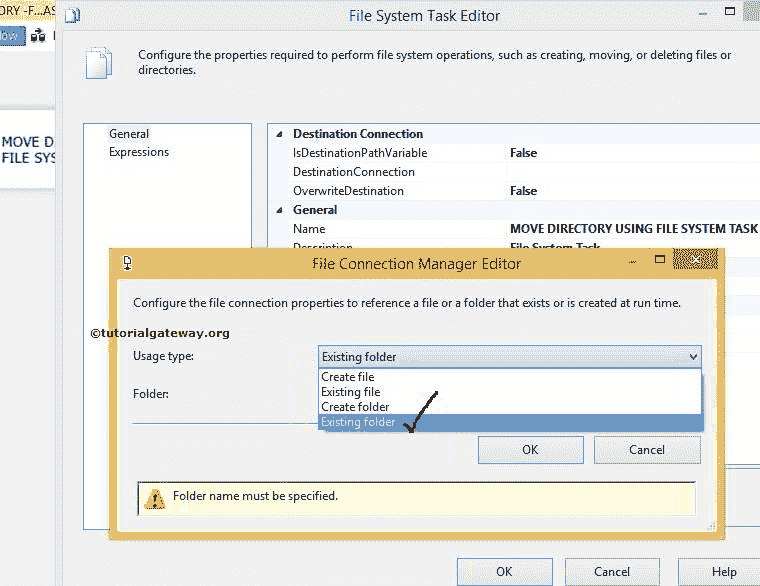 ORY -F...AS
File System Task Editor
low
Configure the properties required to perform file system operations, such as creating, moving, or deleting files or
directories.
General
Expressions
MOVE D
FILE SYS
Destination Connection
IsDestinationPathVariable False
DestinationConnection
OverwriteDestination False
General
Name MOVE DIRECTORY USING FILE SYSTEM TASK
Description File System Task
File Connection Manager Editor
Configure the file connection properties to reference a file or a folder that exists or is created at run time.
©tutorialgateway.org
Usage type: Existing folder
Create file
Existing file
Create folder
Existing folder
Folder:
OK Cancel
Folder name must be specified.
OK Cancel Help